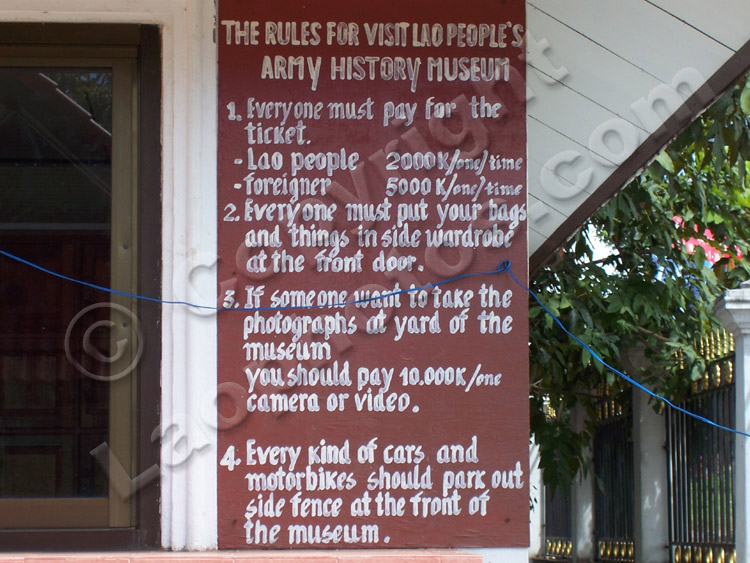 THE RULES FOR VISIT LAO PEOPLE'S
ARMY HISTORY MUSEUM
1. Everyone must pay for the
ticket.
- Lao people 2000K/one/time
- foreigner 5000K/one/time
2. Everyone must put your bags
and things in side wardrobe
at the front door.
3. If someone want to take the
photographs at yard of the
museum
you should pay 10.000K/one
camera or video.
4. Every kind of cars and
motorbikes should park out
side fence at the front of
the museum.